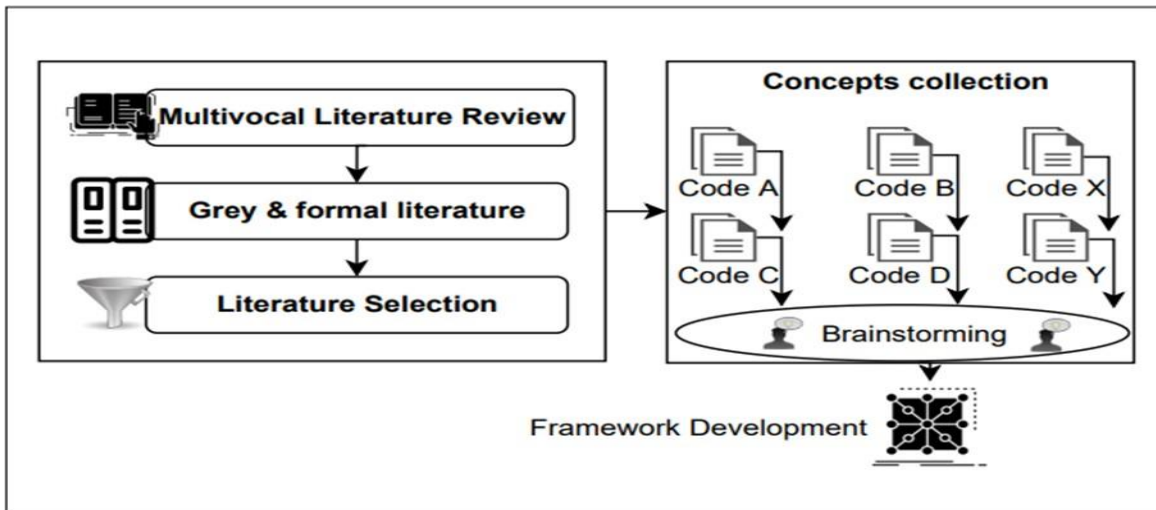 Multivocal Literature Review
Grey & formal literature
Literature Selection
Concepts collection
Code A
Code B
Code X
Code C
Code D
Code Y
Brainstorming
Framework Development